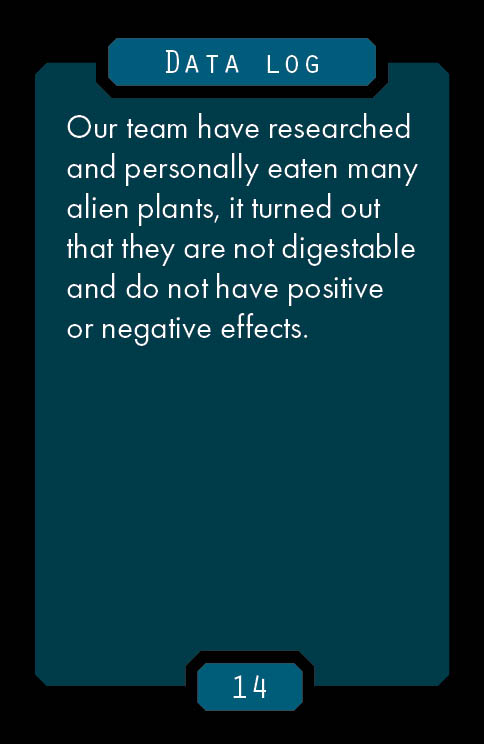 Data log
Our team have researched
and personally eaten many
alien plants, it turned out
that they are not digestable
and do not have positive
or negative effects.
14